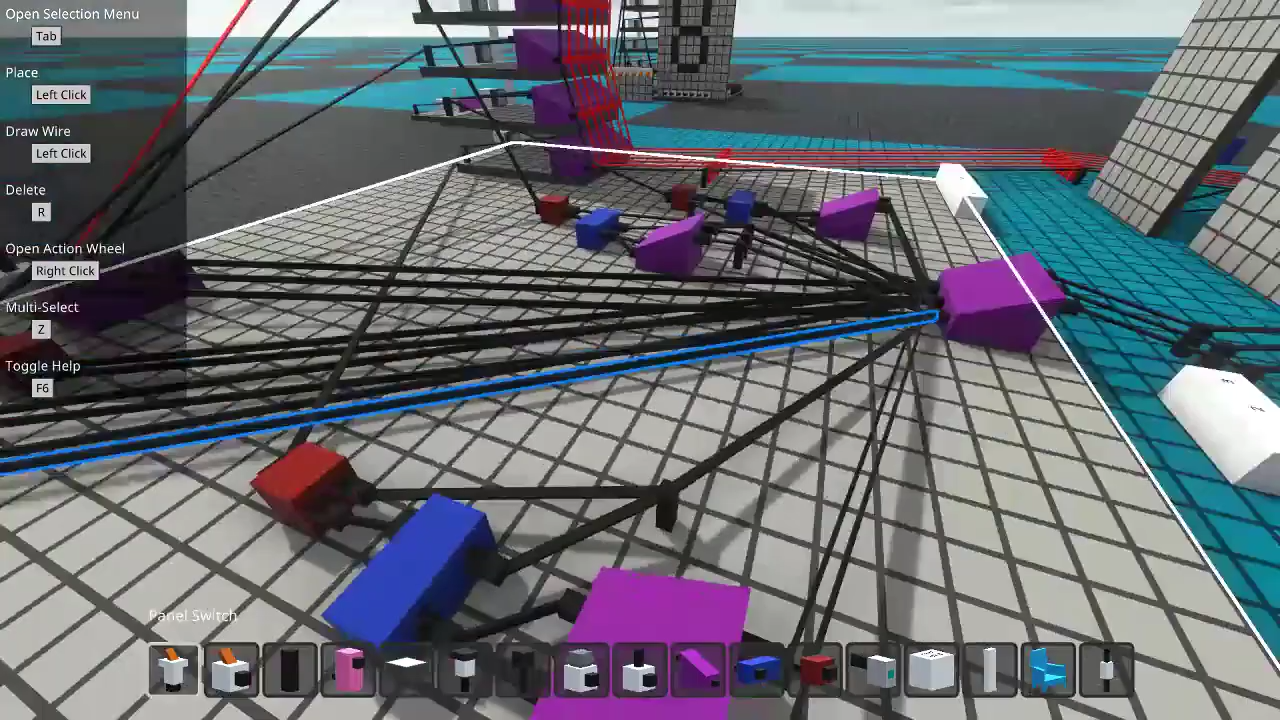 Open Selection Menu
Tab
Place
Left Click
Draw Wire
Left Click
Delete
R
Open Action Wheel
Right Click
Multi-Select
Z
Toggle Help
F6
Panel Switch